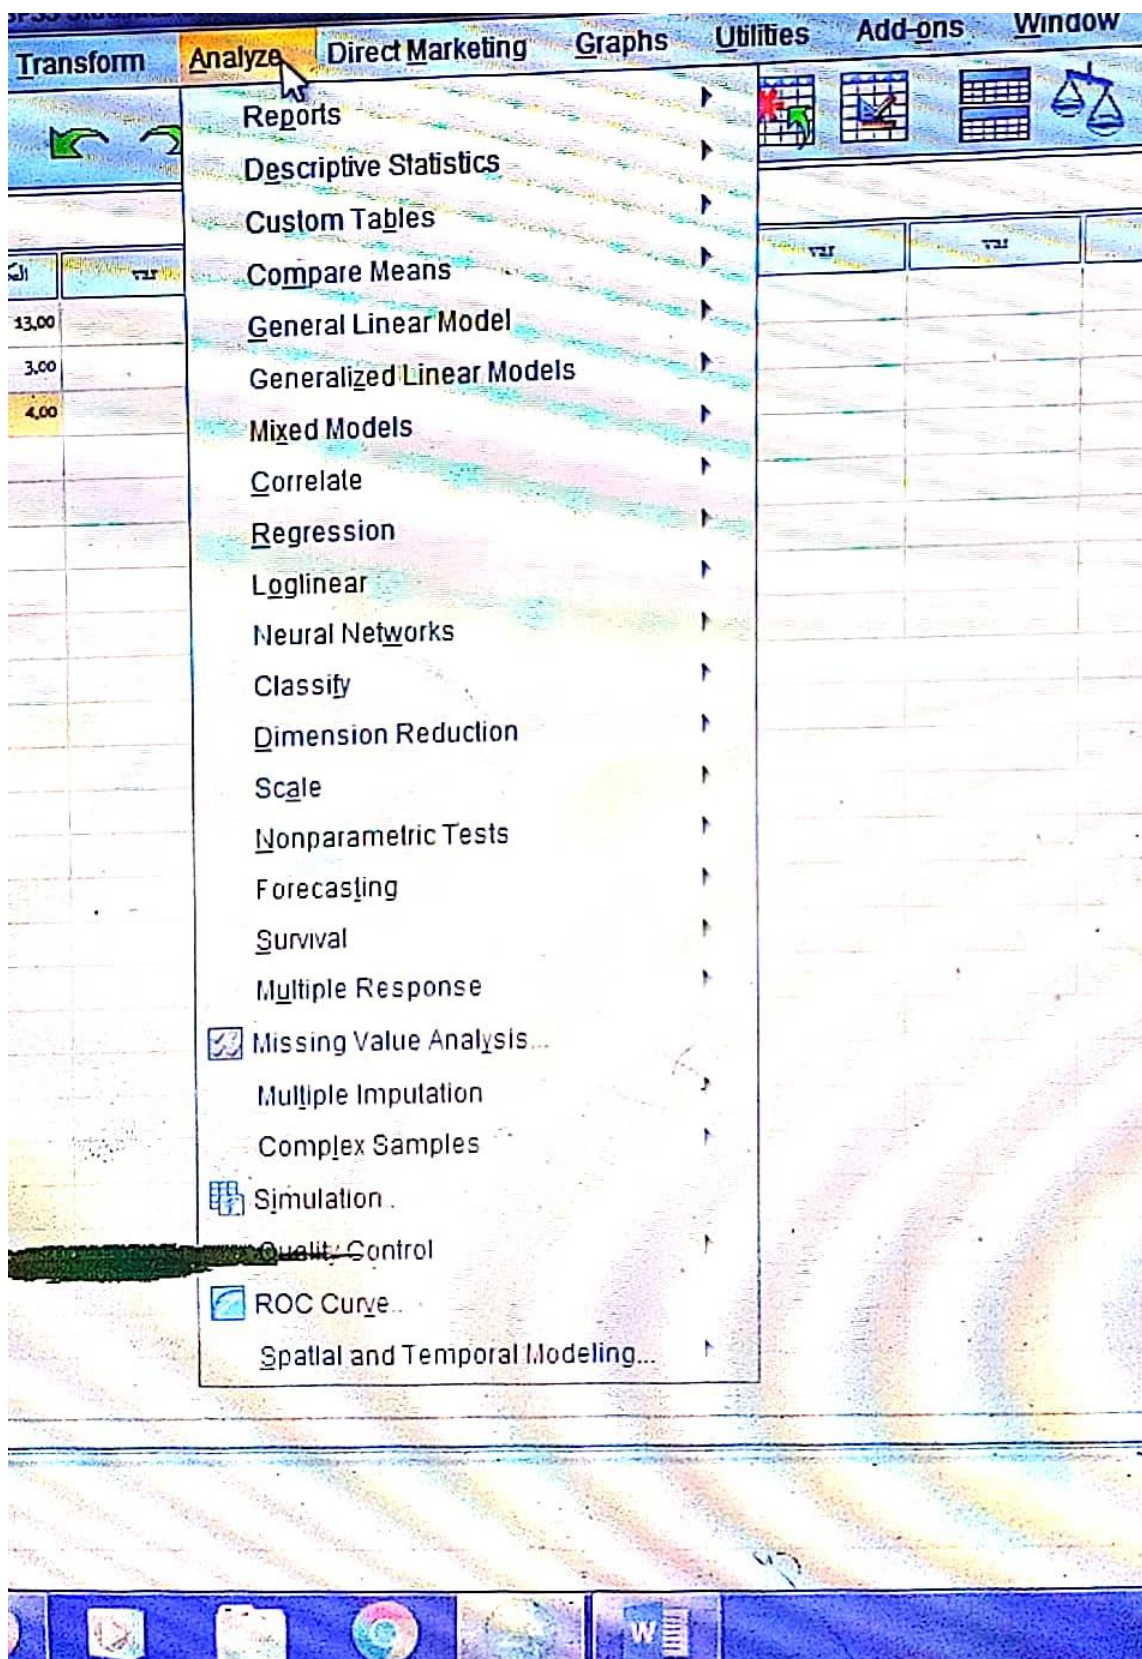 Transform Analyze Direct Marketing Graphs Utilities Add-ons Window
Reports
Descriptive Statistics
Custom Tables
Compare Means
General Linear Model
Generalized Linear Models
Mixed Models
Correlate
Regression
Loglinear
Neural Networks
Classify
Dimension Reduction
Scale
Nonparametric Tests
Forecasting
Survival
Multiple Response
Missing Value Analysis...
Multiple Imputation
Complex Samples
Simulation
Quality Control
ROC Curve...
Spatial and Temporal Modeling...
var var var
13,00
3,00
4,00
W